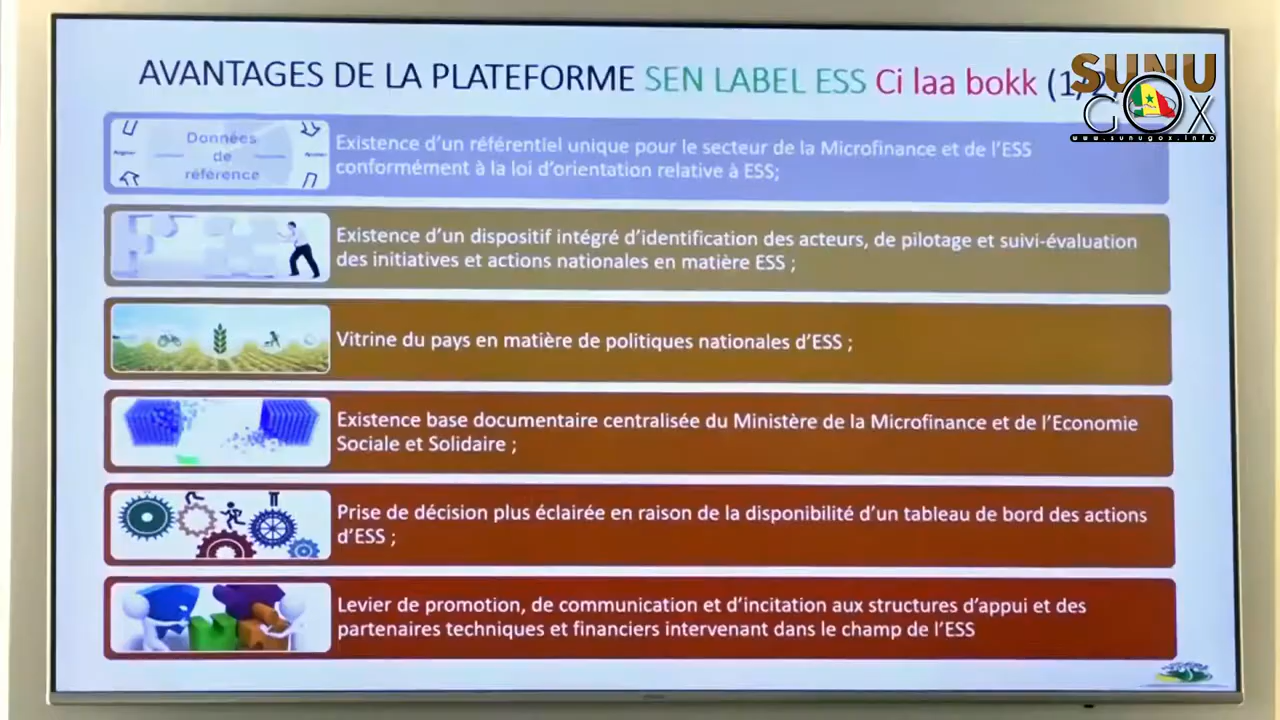 AVANTAGES DE LA PLATEFORME SEN LABEL ESS Ci laa bokk (1/2)
SUNU
GOX
www.sunugox.info
Données
de
référence
Existence d'un référentiel unique pour le secteur de la Microfinance et de l'ESS
conformément à la loi d'orientation relative à ESS;
Existence d'un dispositif intégré d'identification des acteurs, de pilotage et suivi-évaluation
des initiatives et actions nationales en matière ESS ;
Vitrine du pays en matière de politiques nationales d'ESS ;
Existence base documentaire centralisée du Ministère de la Microfinance et de l'Economie
Sociale et Solidaire ;
Prise de décision plus éclairée en raison de la disponibilité d'un tableau de bord des actions
d'ESS ;
Levier de promotion, de communication et d'incitation aux structures d'appui et des
partenaires techniques et financiers intervenant dans le champ de l'ESS